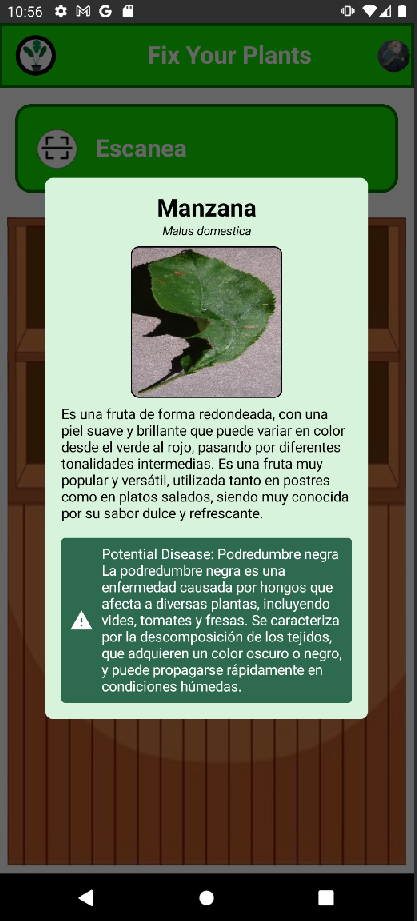 10:56
Fix Your Plants
Escanea
Manzana
Malus domestica
Es una fruta de forma redondeada, con una
piel suave y brillante que puede variar en color
desde el verde al rojo, pasando por diferentes
tonalidades intermedias. Es una fruta muy
popular y versátil, utilizada tanto en postres
como en platos salados, siendo muy conocida
por su sabor dulce y refrescante.
Potential Disease: Podredumbre negra
La podredumbre negra es una
enfermedad causada por hongos que
afecta a diversas plantas, incluyendo
vides, tomates y fresas. Se caracteriza
por la descomposición de los tejidos,
que adquieren un color oscuro o negro,
y puede propagarse rápidamente en
condiciones húmedas.